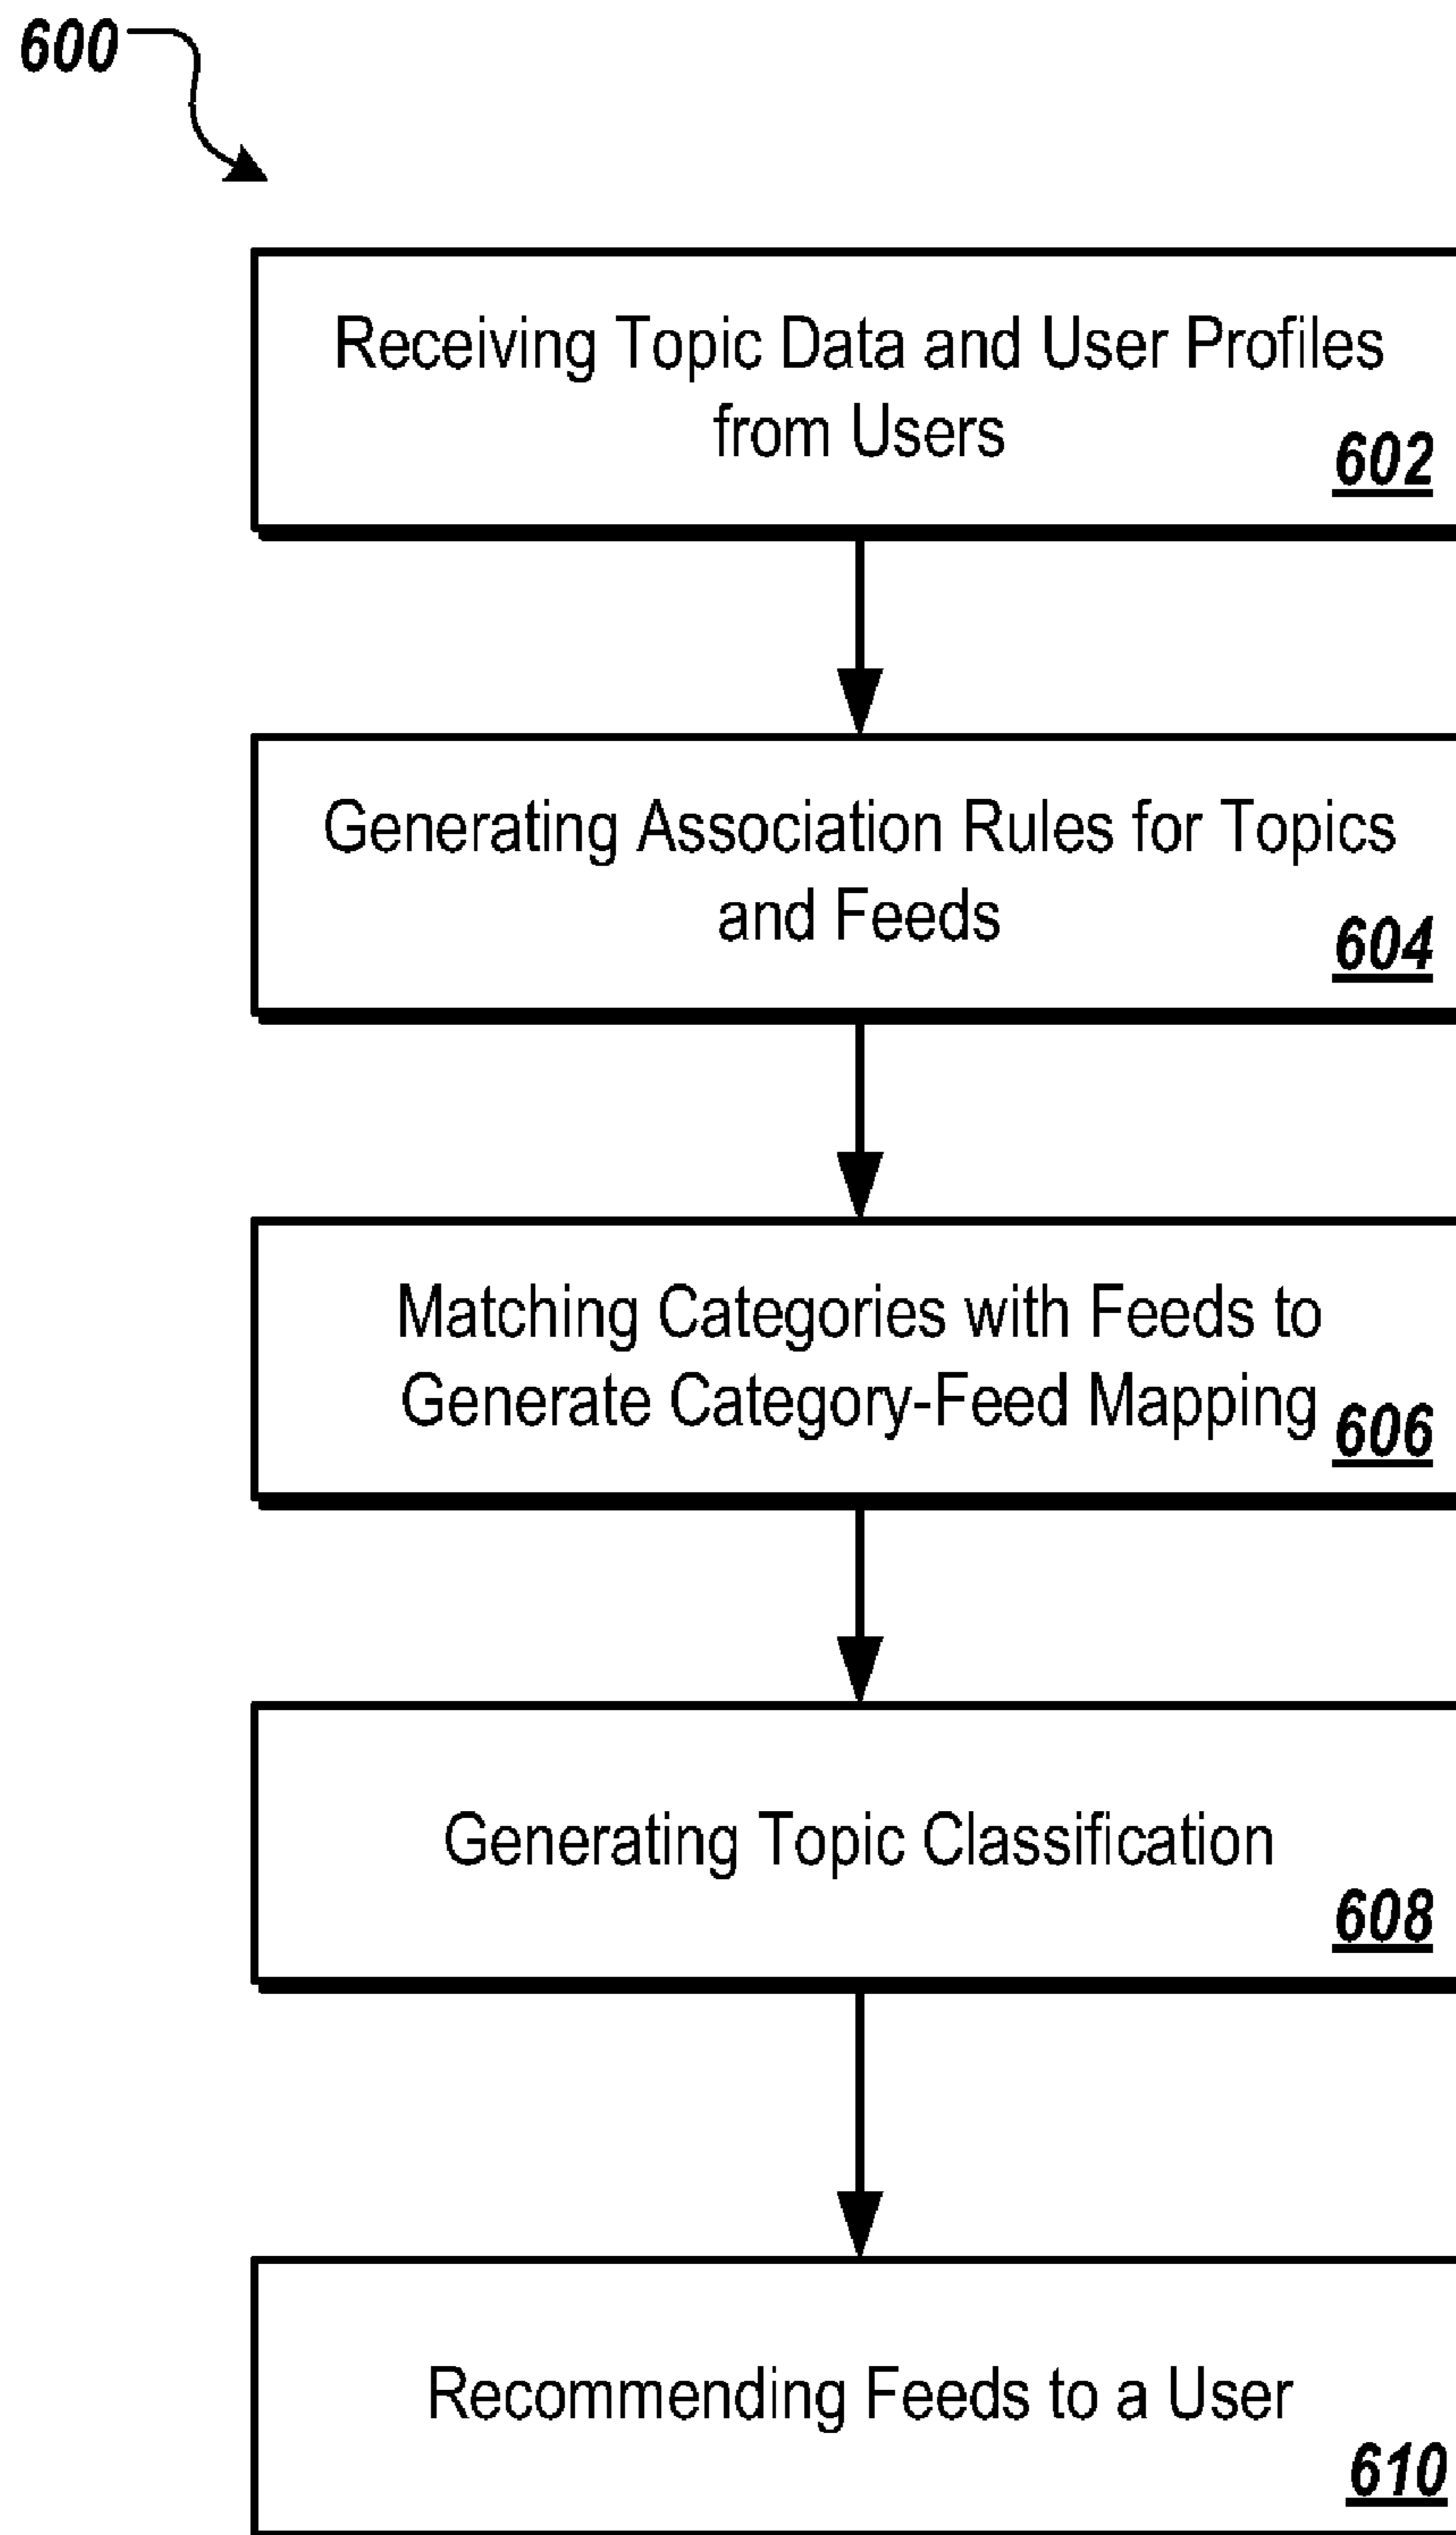 600
Receiving Topic Data and User Profiles
from Users
602
Generating Association Rules for Topics
and Feeds
604
Matching Categories with Feeds to
Generate Category-Feed Mapping
606
Generating Topic Classification
608
Recommending Feeds to a User
610